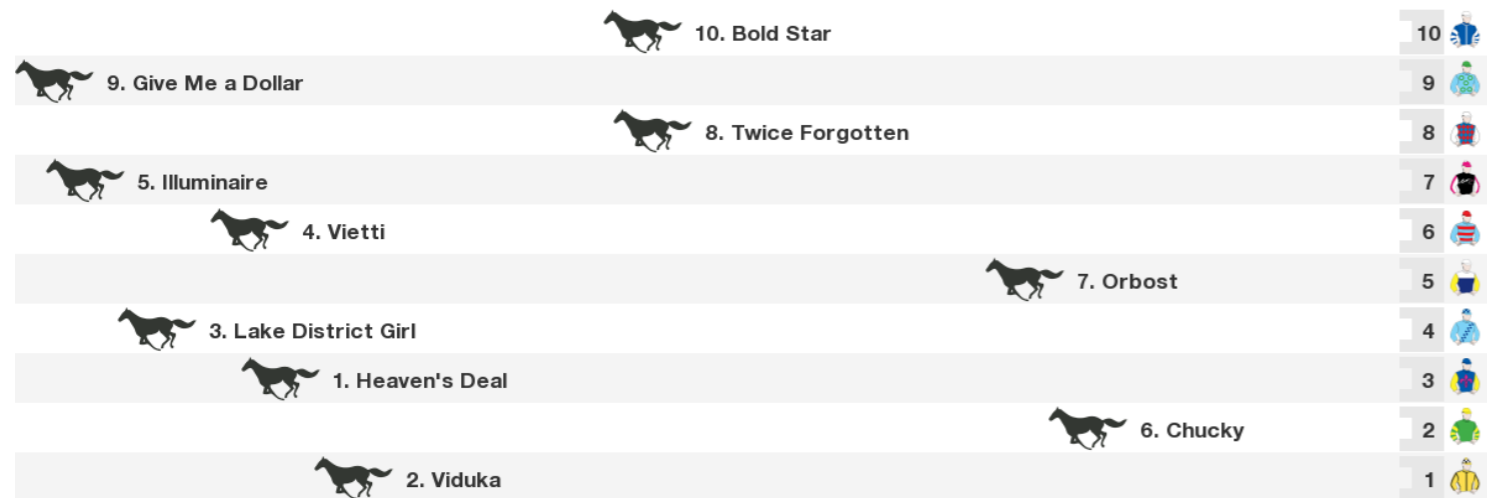 10. Bold Star 10
9. Give Me a Dollar 9
8. Twice Forgotten 8
5. Illuminaire 7
4. Vietti 6
7. Orbost 5
3. Lake District Girl 4
1. Heaven's Deal 3
6. Chucky 2
2. Viduka 1